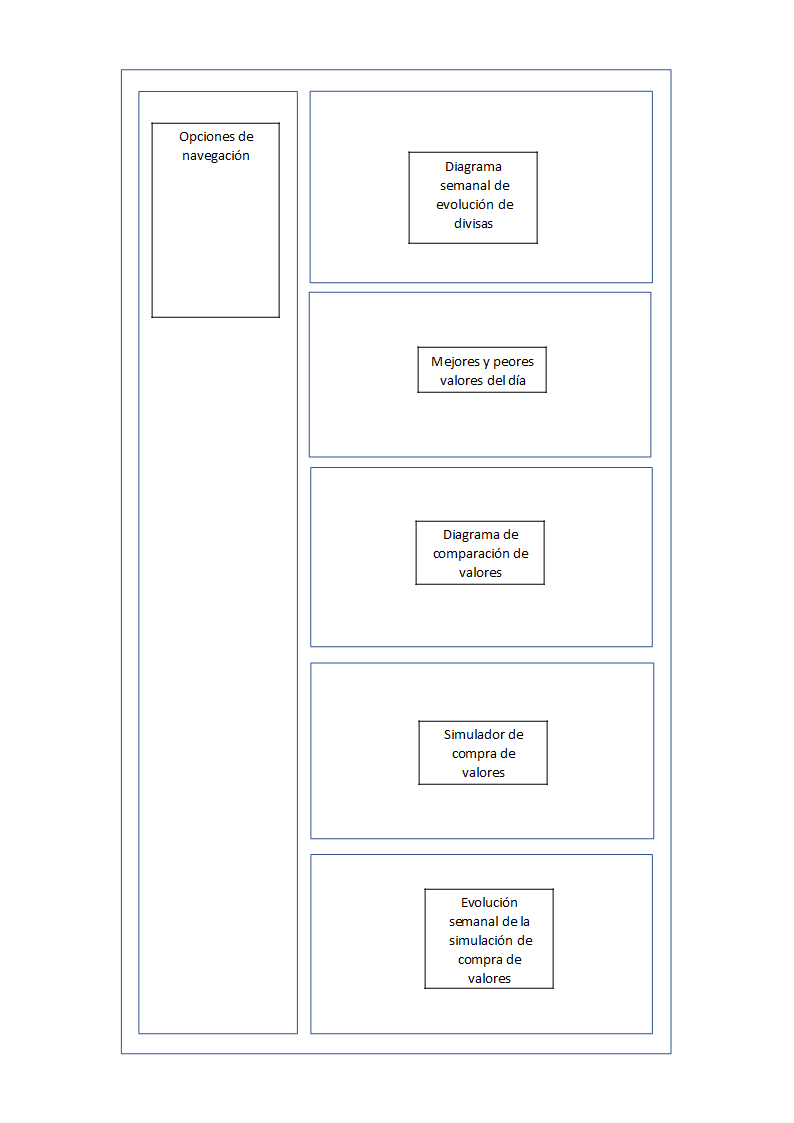 Opciones de
navegación
Diagrama
semanal de
evolución de
divisas
Mejores y peores
valores del día
Diagrama de
comparación de
valores
Simulador de
compra de
valores
Evolución
semanal de la
simulación de
compra de
valores